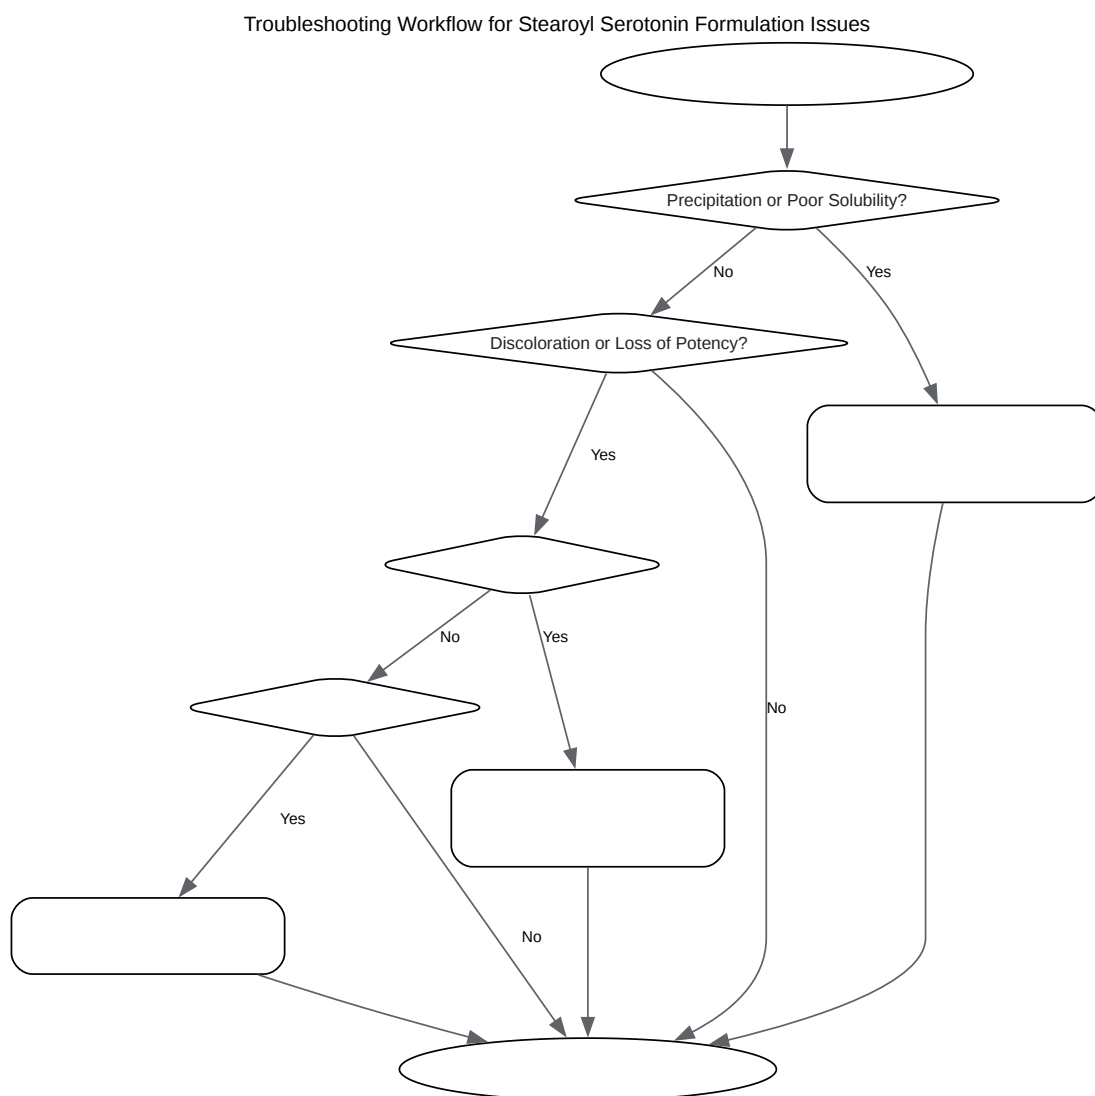 Troubleshooting Workflow for Stearoyl Serotonin Formulation Issues
Precipitation or Poor Solubility?
No
Yes
Discoloration or Loss of Potency?
Yes
No
Yes
No
Yes
No